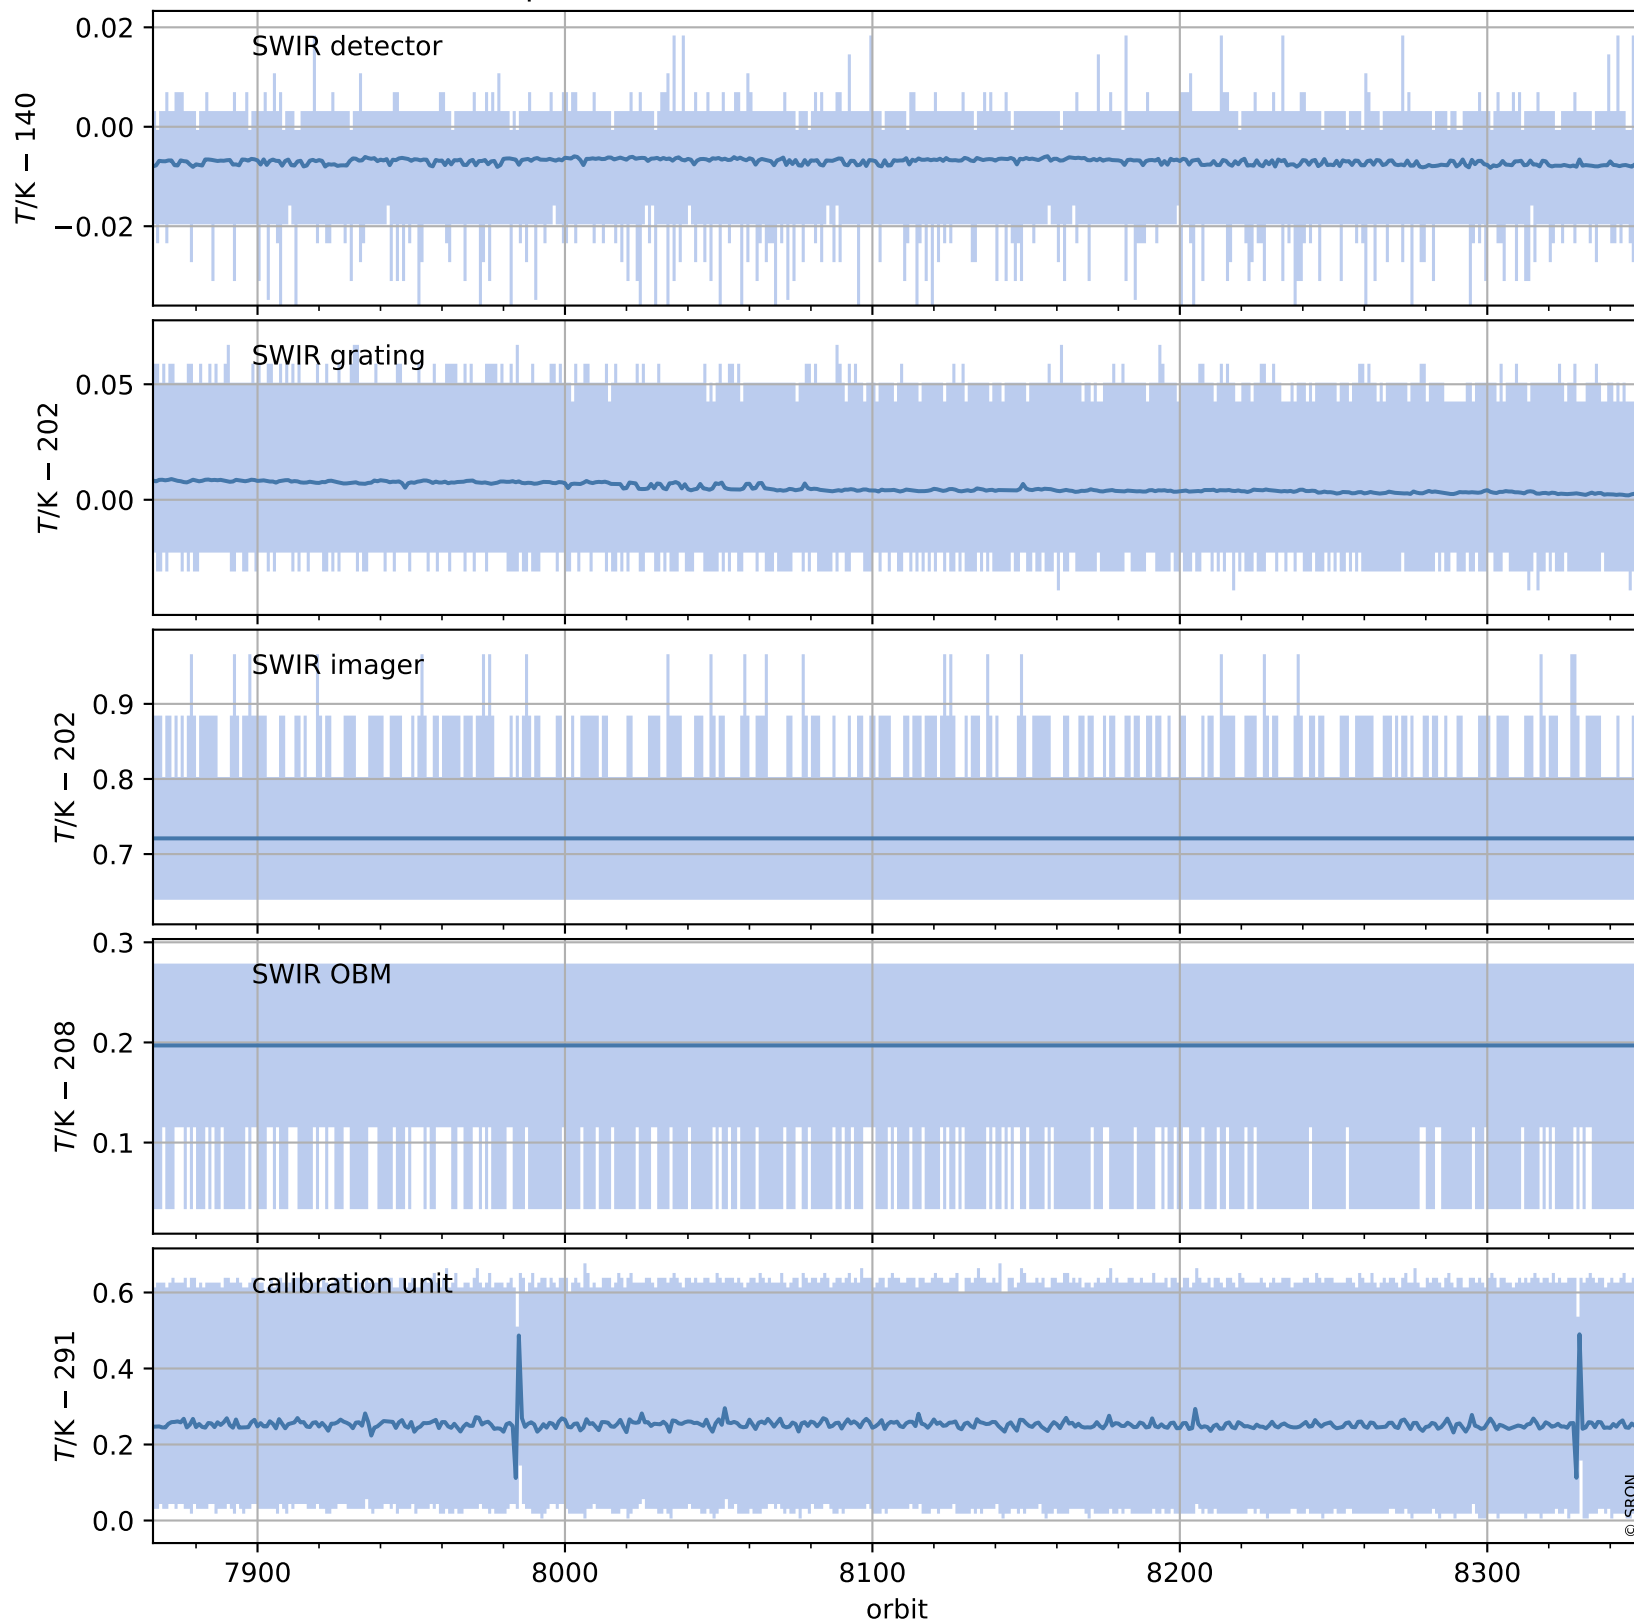 0.02
SWIR detector
0.00
−0.02
T/K − 140
SWIR grating
0.05
0.00
T/K − 202
SWIR imager
0.9
0.8
0.7
T/K − 202
0.3
SWIR OBM
0.2
0.1
T/K − 208
calibration unit
0.6
0.4
0.2
0.0
T/K − 291
© SRON
7900 8000 8100 8200 8300
orbit